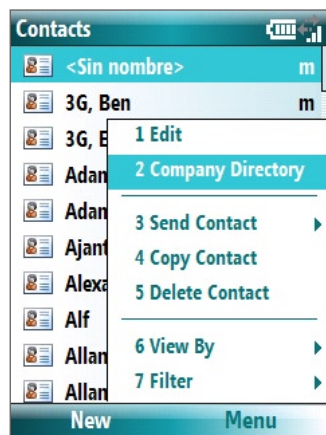 Contacts
<Sin nombre> m
3G, Ben m
3G, E
1 Edit
Adan
2 Company Directory
Adan
3 Send Contact
Ajant
4 Copy Contact
Alexa
5 Delete Contact
Alf
Allan
6 View By
Allan
7 Filter
New Menu